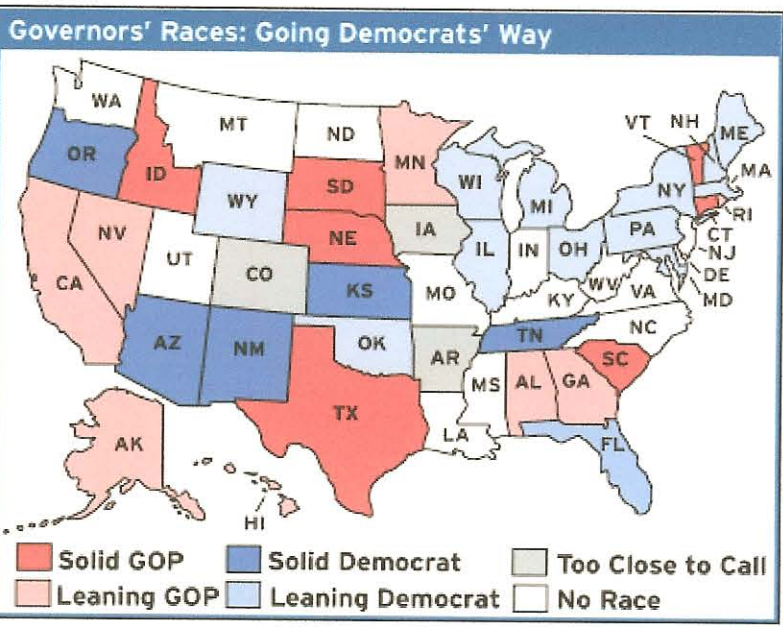 Governors' Races: Going Democrats' Way
WA
MT
ND
MN
VT
NH
ME
OR
ID
SD
WI
MI
NY
MA
RI
WY
NE
IA
IL
IN
OH
PA
CT
NJ
DE
MD
NV
UT
CO
KS
MO
KY
WV
VA
CA
AZ
NM
OK
AR
TN
NC
SC
MS
AL
GA
TX
LA
FL
AK
HI
Solid GOP
Solid Democrat
Too Close to Call
Leaning GOP
Leaning Democrat
No Race